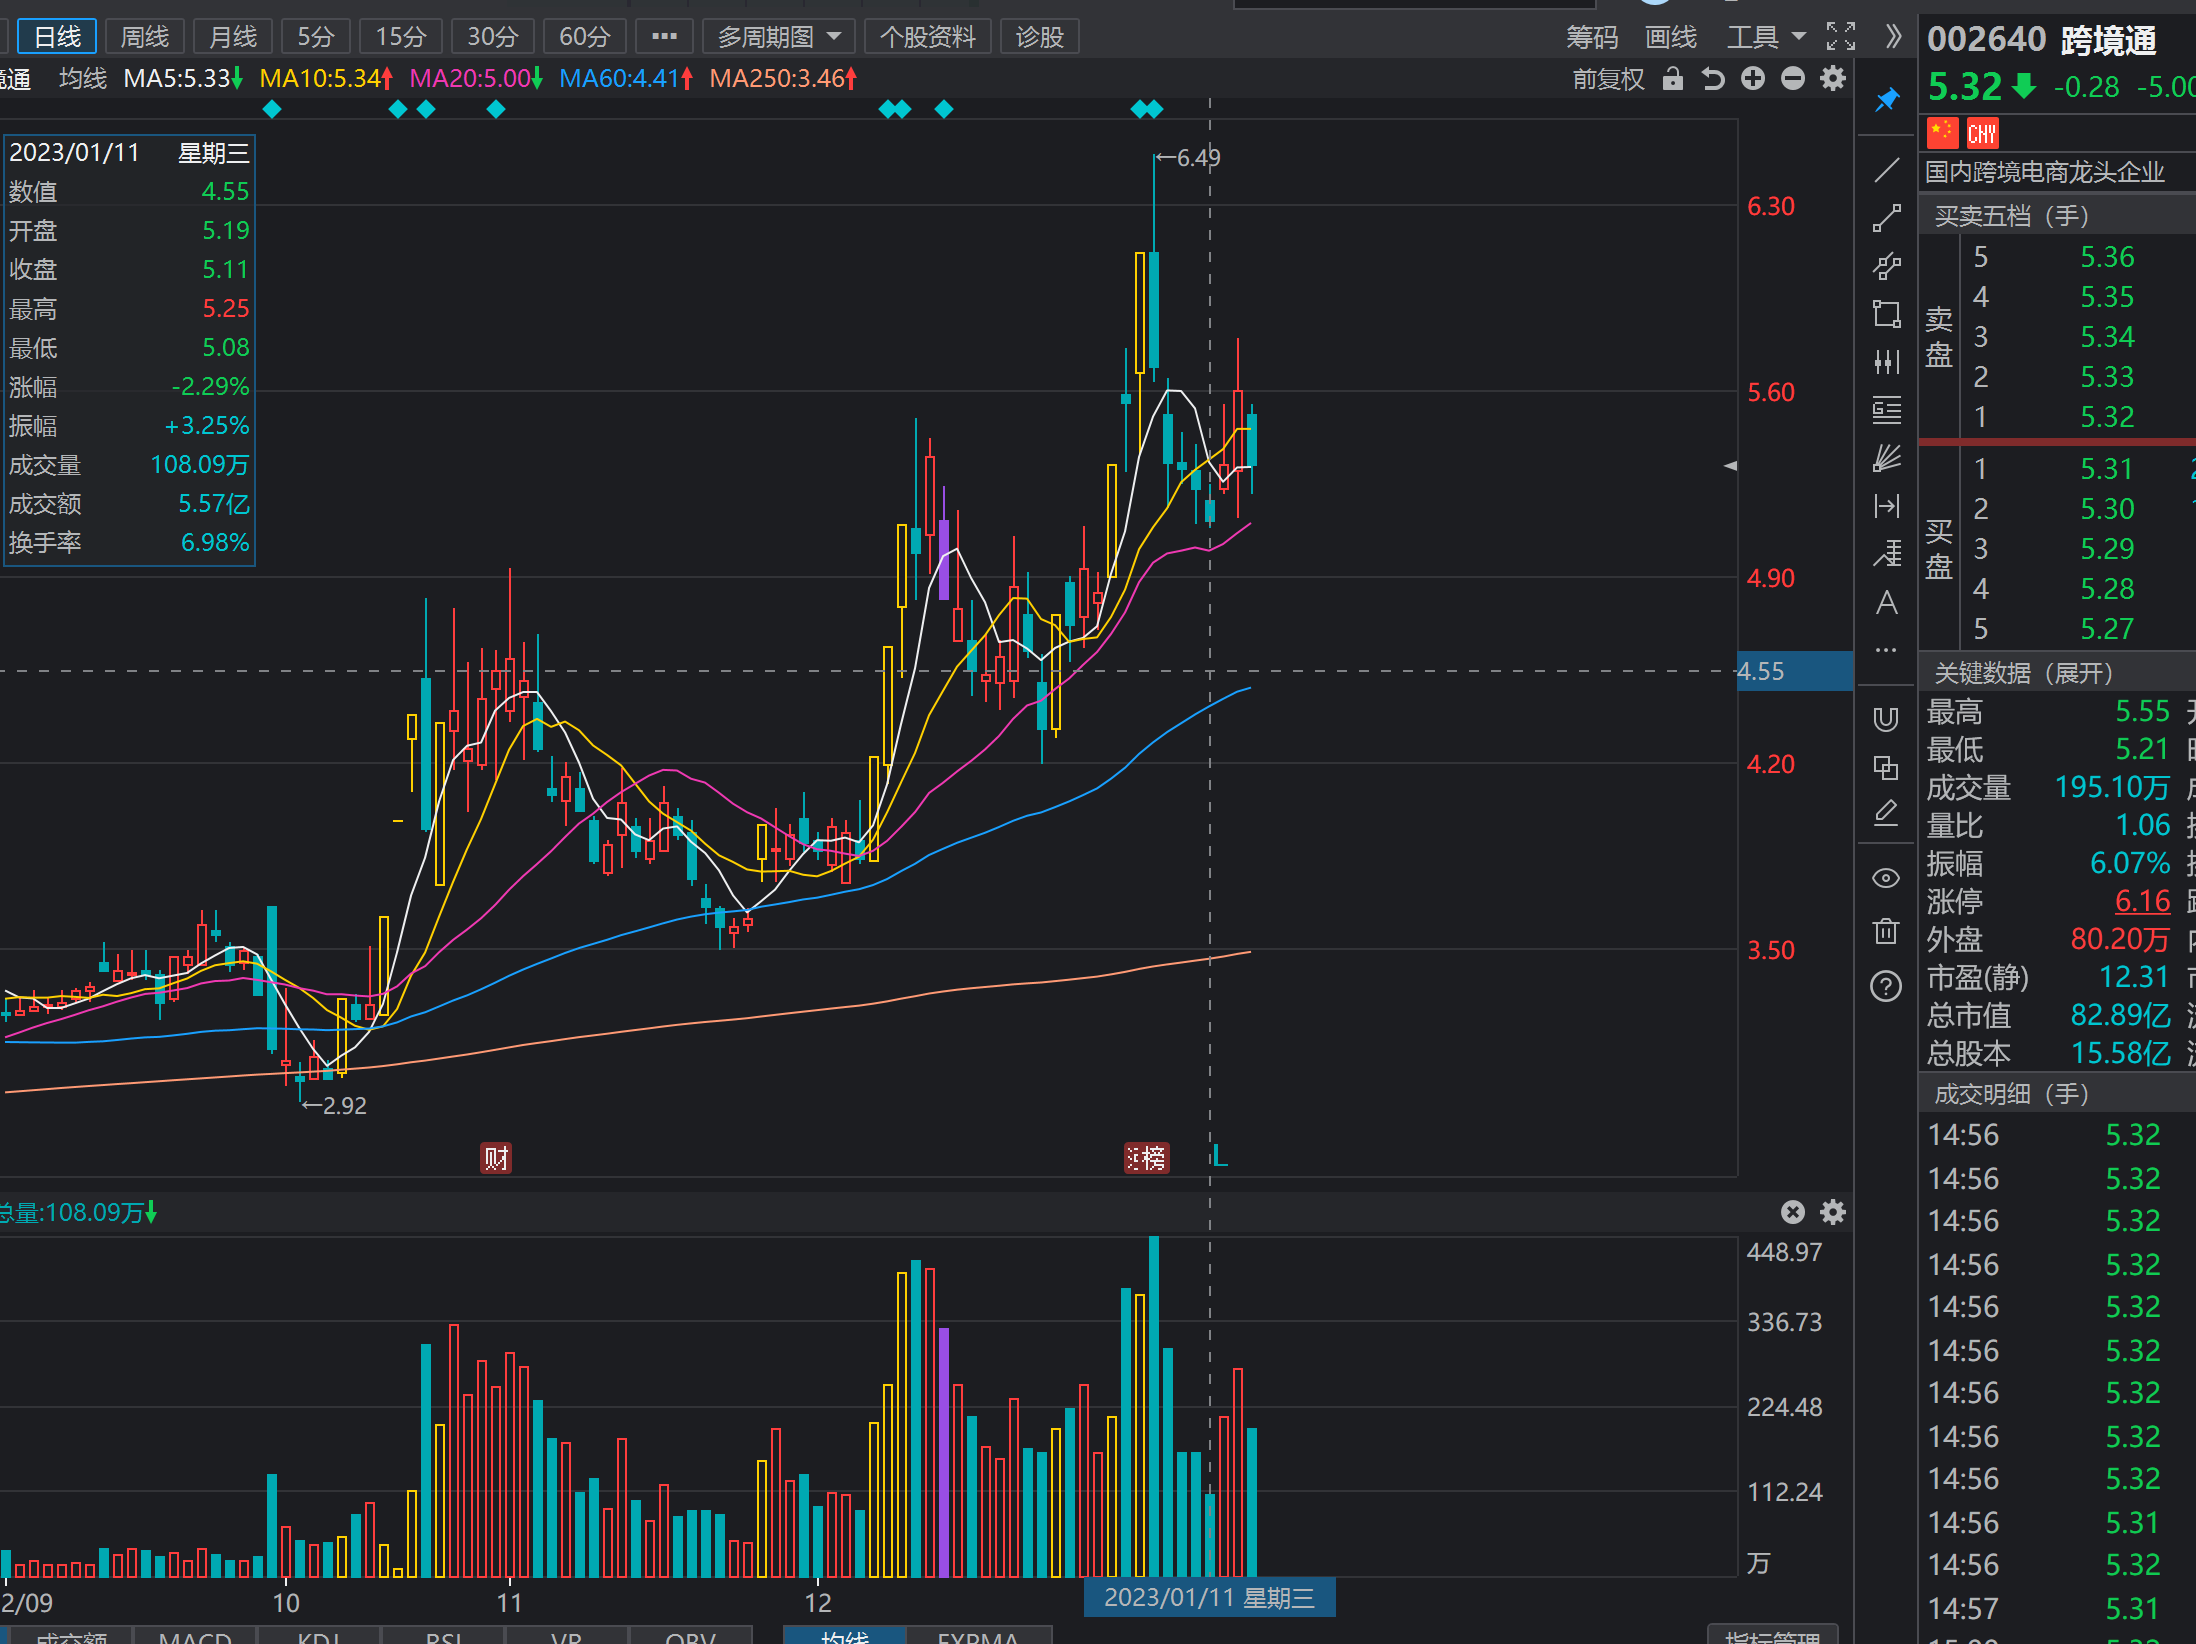 日线 周线 月线 5分 15分 30分 60分 ··· 多周期图 个股资料 诊股 筹码 画线 工具
境通 均线 MA5:5.33↓ MA10:5.34↑ MA20:5.00↓ MA60:4.41↑ MA250:3.46↑ 前复权
2023/01/11 星期三
数值 4.55
开盘 5.19
收盘 5.11
最高 5.25
最低 5.08
涨幅 -2.29%
振幅 +3.25%
成交量 108.09万
成交额 5.57亿
换手率 6.98%
←6.49
6.30
5.60
4.90
4.55
4.20
3.50
←2.92
财
榜
L
总量:108.09万↓
448.97
336.73
224.48
112.24
万
2/09 10 11 12 2023/01/11 星期三
成交额 MACD KDJ RSI VR OBV 均线 EXPMA 指标管理
002640 跨境通
5.32 -0.28 -5.00
CNY
国内跨境电商龙头企业
买卖五档（手）
卖盘
5 5.36
4 5.35
3 5.34
2 5.33
1 5.32
买盘
1 5.31
2 5.30
3 5.29
4 5.28
5 5.27
关键数据（展开）
最高 5.55
最低 5.21
成交量 195.10万
量比 1.06
振幅 6.07%
涨停 6.16
外盘 80.20万
市盈(静) 12.31
总市值 82.89亿
总股本 15.58亿
成交明细（手）
14:56 5.32
14:56 5.32
14:56 5.32
14:56 5.32
14:56 5.32
14:56 5.32
14:56 5.32
14:56 5.32
14:56 5.32
14:56 5.31
14:56 5.32
14:57 5.31